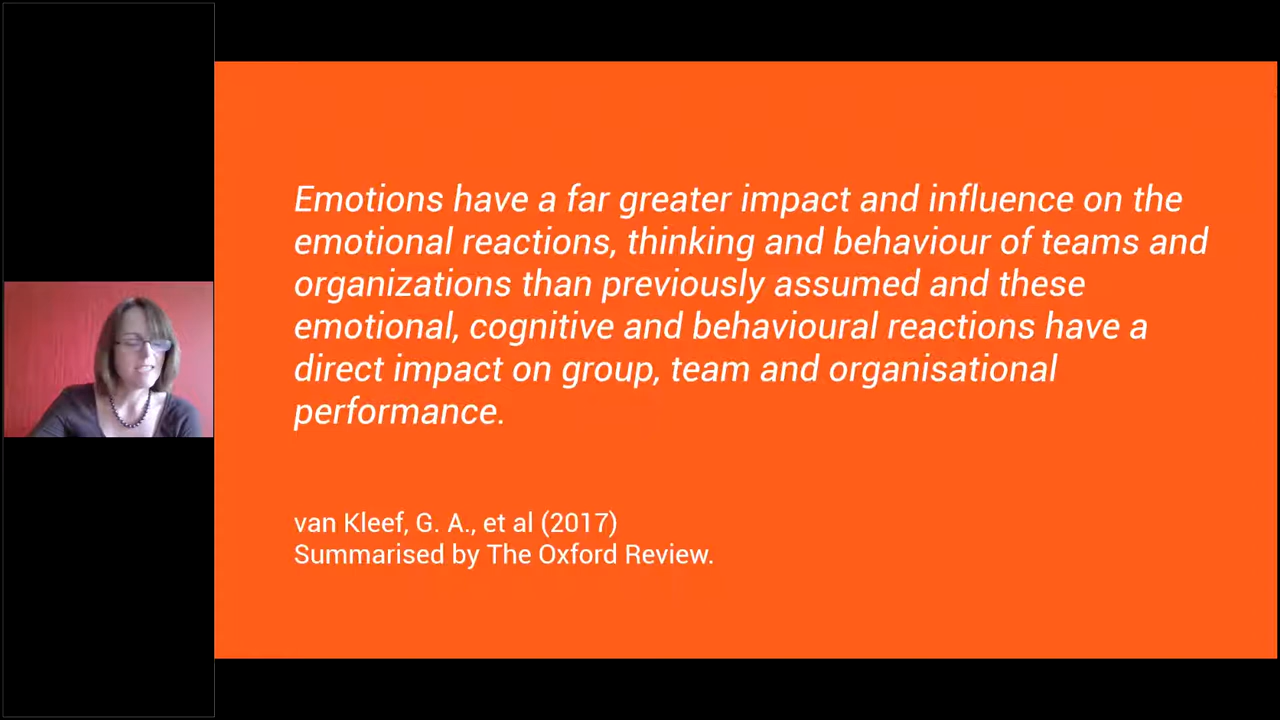 Emotions have a far greater impact and influence on the
emotional reactions, thinking and behaviour of teams and
organizations than previously assumed and these
emotional, cognitive and behavioural reactions have a
direct impact on group, team and organisational
performance.
van Kleef, G. A., et al (2017)
Summarised by The Oxford Review.